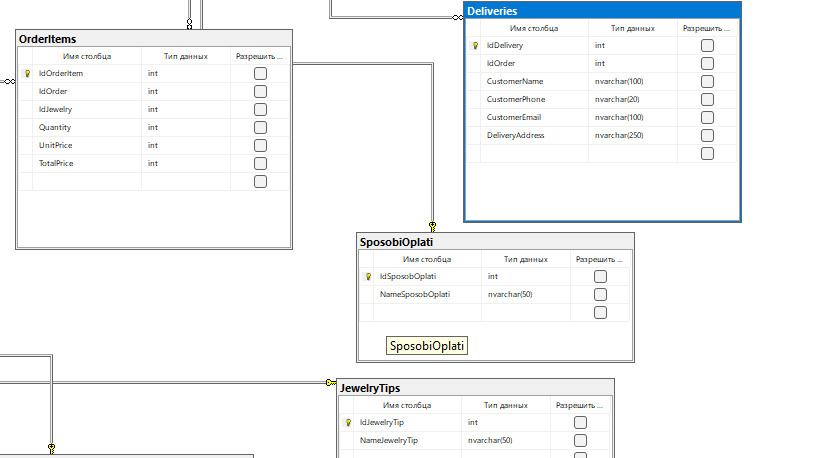 Deliveries
Имя столбца Тип данных Разрешить ...
IdDelivery int
IdOrder int
CustomerName nvarchar(100)
CustomerPhone nvarchar(20)
CustomerEmail nvarchar(100)
DeliveryAddress nvarchar(250)
OrderItems
Имя столбца Тип данных Разрешить ...
IdOrderItem int
IdOrder int
IdJewelry int
Quantity int
UnitPrice int
TotalPrice int
SposobiOplati
Имя столбца Тип данных Разрешить ...
IdSposobOplati int
NameSposobOplati nvarchar(50)
SposobiOplati
JewelryTips
Имя столбца Тип данных Разрешить ...
IdJewelryTip int
NameJewelryTip nvarchar(50)